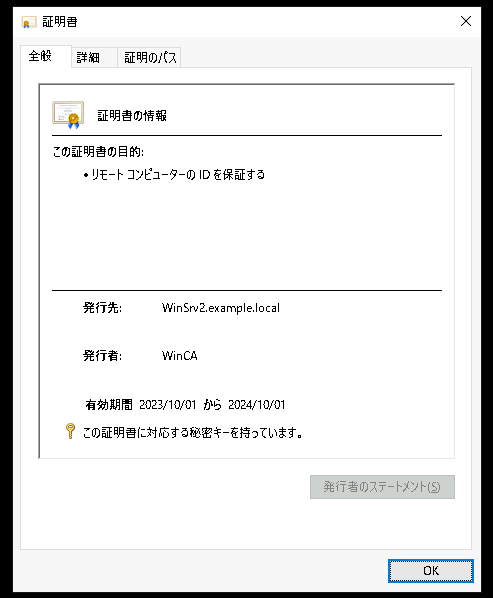 証明書
全般
詳細
証明のパス
証明書の情報
この証明書の目的:
• リモート コンピューターの ID を保証する
発行先: WinSrv2.example.local
発行者: WinCA
有効期間 2023/10/01 から 2024/10/01
この証明書に対応する秘密キーを持っています。
発行者のステートメント(S)
OK